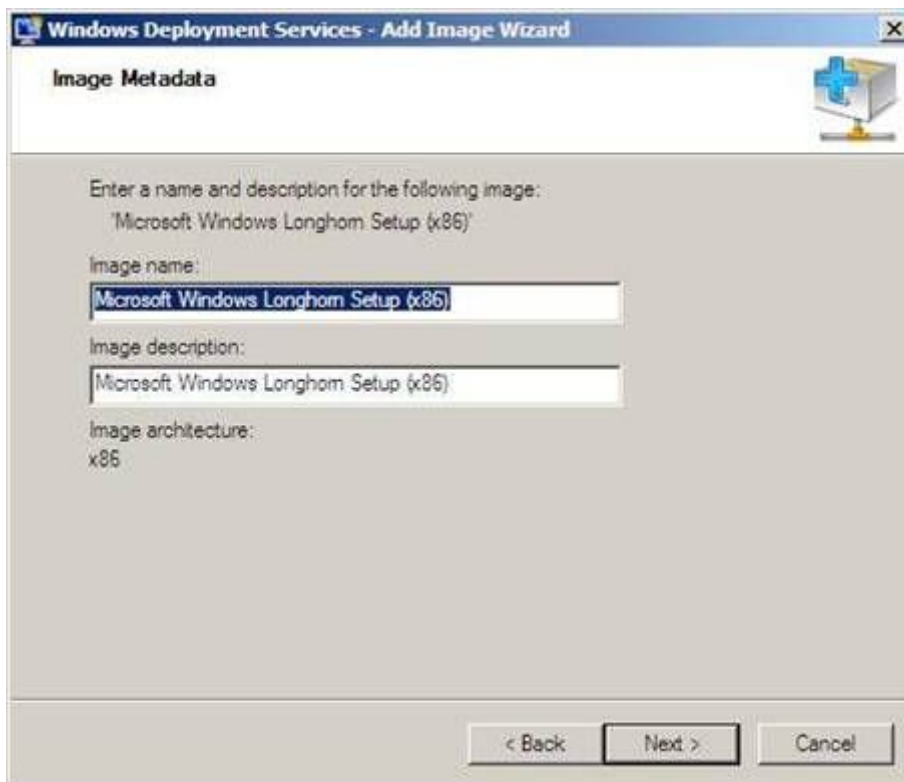 Windows Deployment Services - Add Image Wizard
Image Metadata
Enter a name and description for the following image:
'Microsoft Windows Longhorn Setup (x86)'
Image name:
Microsoft Windows Longhorn Setup (x86)
Image description:
Microsoft Windows Longhorn Setup (x86)
Image architecture:
x86
< Back
Next >
Cancel